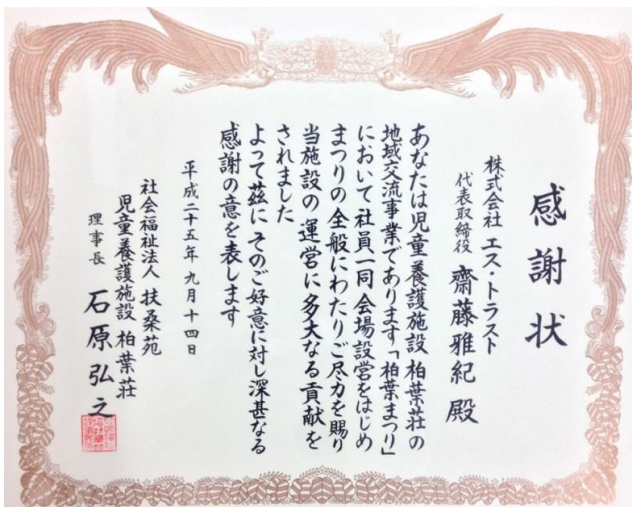 感謝状
株式会社 エス・トラスト
代表取締役 齋藤雅紀 殿
あなたは児童養護施設 柏葉荘の
地域交流事業であります「柏葉まつり」
において社員一同会場設営をはじめ
まつりの全般にわたりご尽力を賜り
当施設の運営に多大なる貢献を
されました
よって茲に そのご好意に対し深甚なる
感謝の意を表します
平成二十五年九月十四日
社会福祉法人 扶桑苑
児童養護施設 柏葉荘
理事長 石原弘之